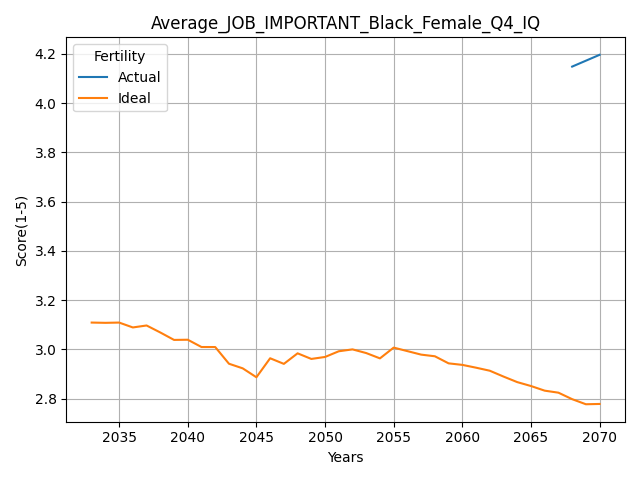 Average_JOB_IMPORTANT_Black_Female_Q4_IQ
Fertility
Actual
Ideal
Score(1-5)
4.2
4.0
3.8
3.6
3.4
3.2
3.0
2.8
2035 2040 2045 2050 2055 2060 2065 2070
Years